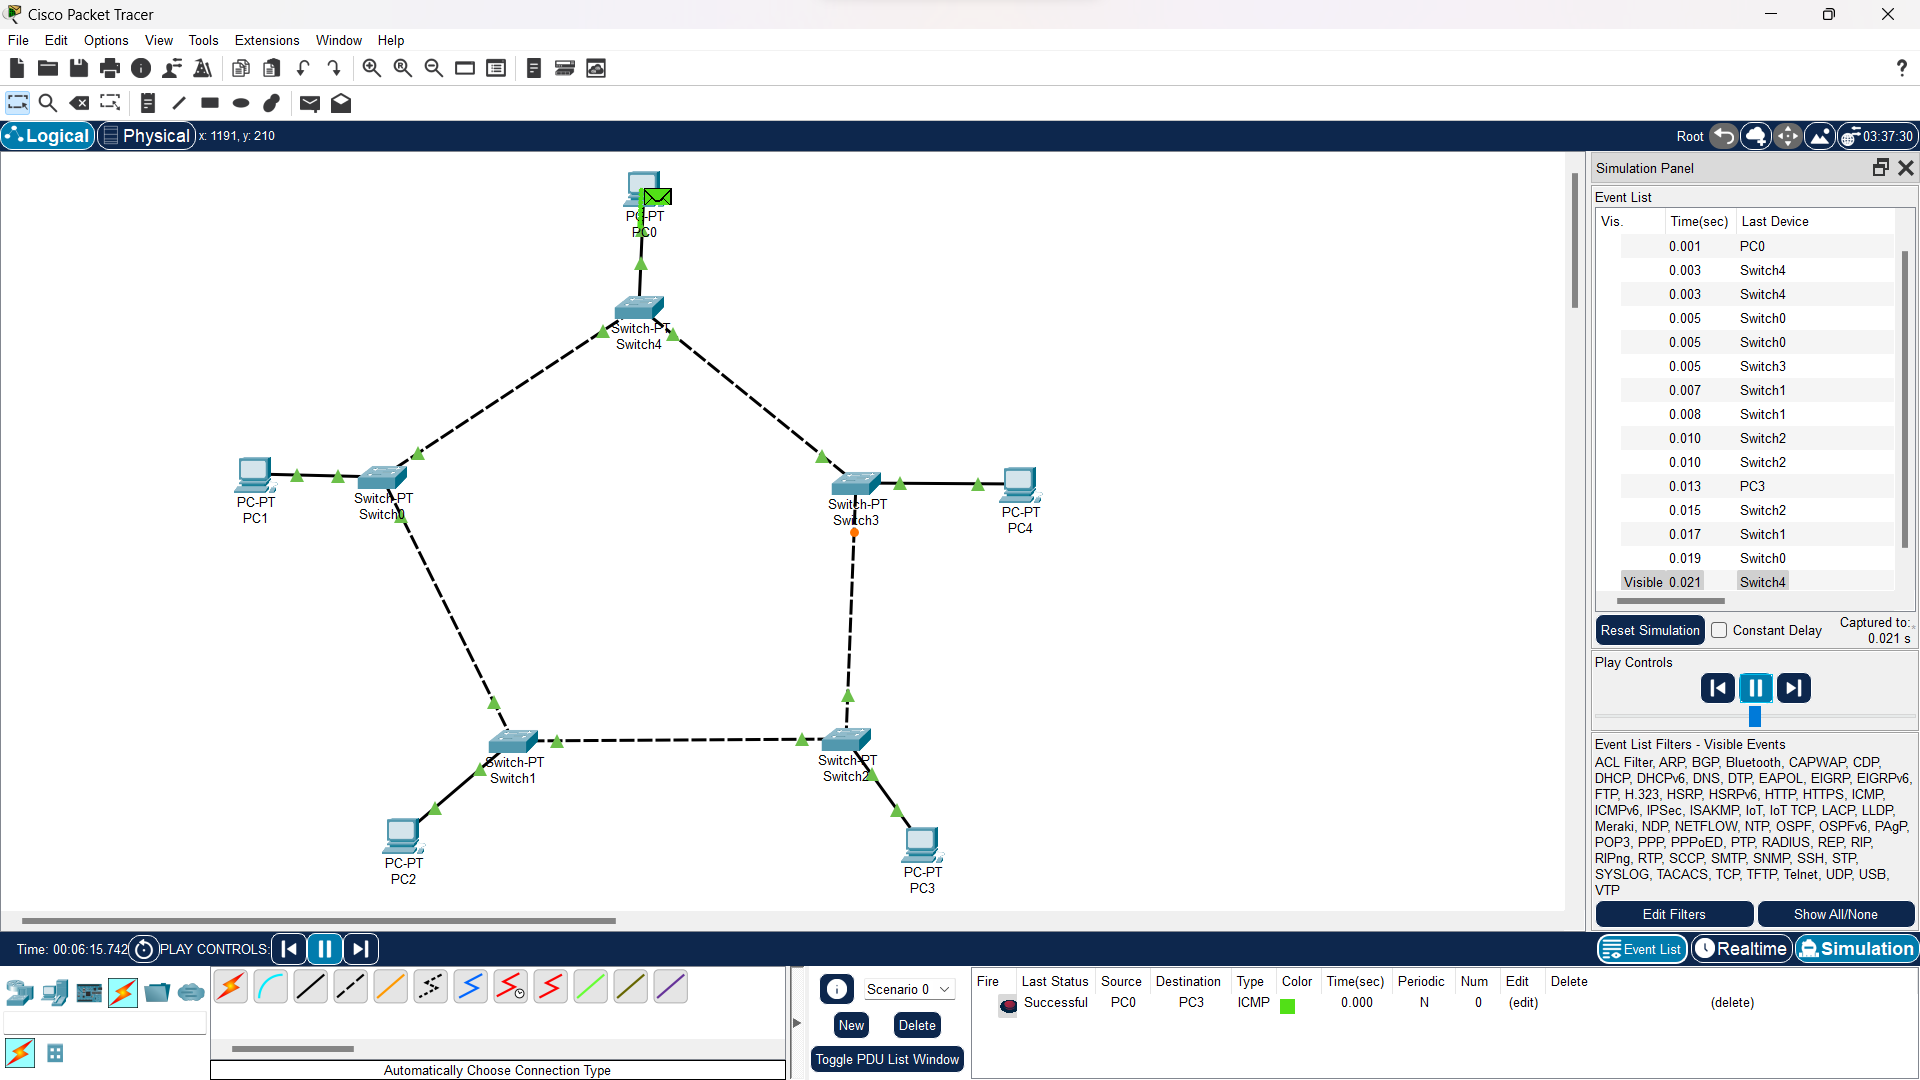 Cisco Packet Tracer
File Edit Options View Tools Extensions Window Help
?
Logical Physical x: 1191, y: 210
Root 03:37:30
PC-PT
PC0
Switch-PT
Switch4
PC-PT
PC1
Switch-PT
Switch0
Switch-PT
Switch3
PC-PT
PC4
Switch-PT
Switch1
Switch-PT
Switch2
PC-PT
PC2
PC-PT
PC3
Simulation Panel
Event List
Vis. Time(sec) Last Device
0.001 PC0
0.003 Switch4
0.003 Switch4
0.005 Switch0
0.005 Switch0
0.005 Switch3
0.007 Switch1
0.008 Switch1
0.010 Switch2
0.010 Switch2
0.013 PC3
0.015 Switch2
0.017 Switch1
0.019 Switch0
Visible 0.021 Switch4
Reset Simulation Constant Delay Captured to:
0.021 s
Play Controls
Event List Filters - Visible Events
ACL Filter, ARP, BGP, Bluetooth, CAPWAP, CDP,
DHCP, DHCPv6, DNS, DTP, EAPOL, EIGRP, EIGRPv6,
FTP, H.323, HSRP, HSRPv6, HTTP, HTTPS, ICMP,
ICMPv6, IPSec, ISAKMP, IoT, IoT TCP, LACP, LLDP,
Meraki, NDP, NETFLOW, NTP, OSPF, OSPFv6, PAgP,
POP3, PPP, PPPoED, PTP, RADIUS, REP, RIP,
RIPng, RTP, SCCP, SMTP, SNMP, SSH, STP,
SYSLOG, TACACS, TCP, TFTP, Telnet, UDP, USB,
VTP
Edit Filters Show All/None
Time: 00:06:15.742 PLAY CONTROLS:
Event List Realtime Simulation
Automatically Choose Connection Type
Scenario 0
New Delete
Toggle PDU List Window
Fire Last Status Source Destination Type Color Time(sec) Periodic Num Edit Delete
Successful PC0 PC3 ICMP 0.000 N 0 (edit) (delete)